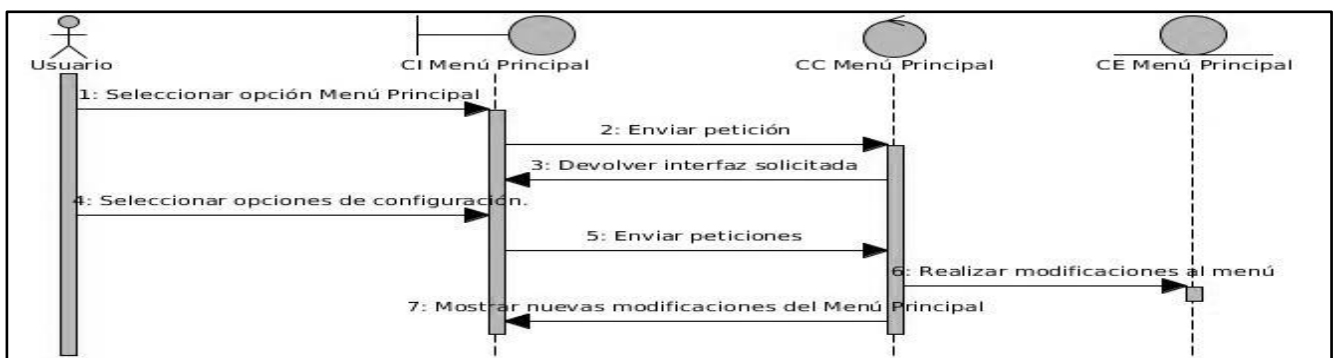 Usuario
CI Menú Principal
CC Menú Principal
CE Menú Principal
1: Seleccionar opción Menú Principal
2: Enviar petición
3: Devolver interfaz solicitada
4: Seleccionar opciones de configuración.
5: Enviar peticiones
6: Realizar modificaciones al menú
7: Mostrar nuevas modificaciones del Menú Principal